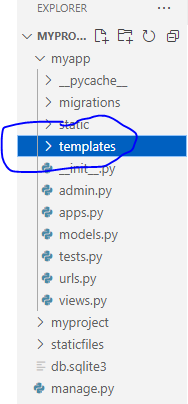 EXPLORER
MYPRO...
myapp
__pycache__
migrations
static
templates
__init__.py
admin.py
apps.py
models.py
tests.py
urls.py
views.py
myproject
staticfiles
db.sqlite3
manage.py